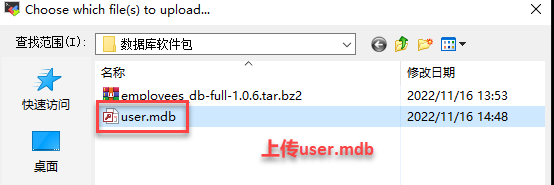 Choose which file(s) to upload...
查找范围(I):
数据库软件包
名称
修改日期
employees_db-full-1.0.6.tar.bz2
2022/11/16 13:53
user.mdb
2022/11/16 14:48
快速访问
上传user.mdb
桌面